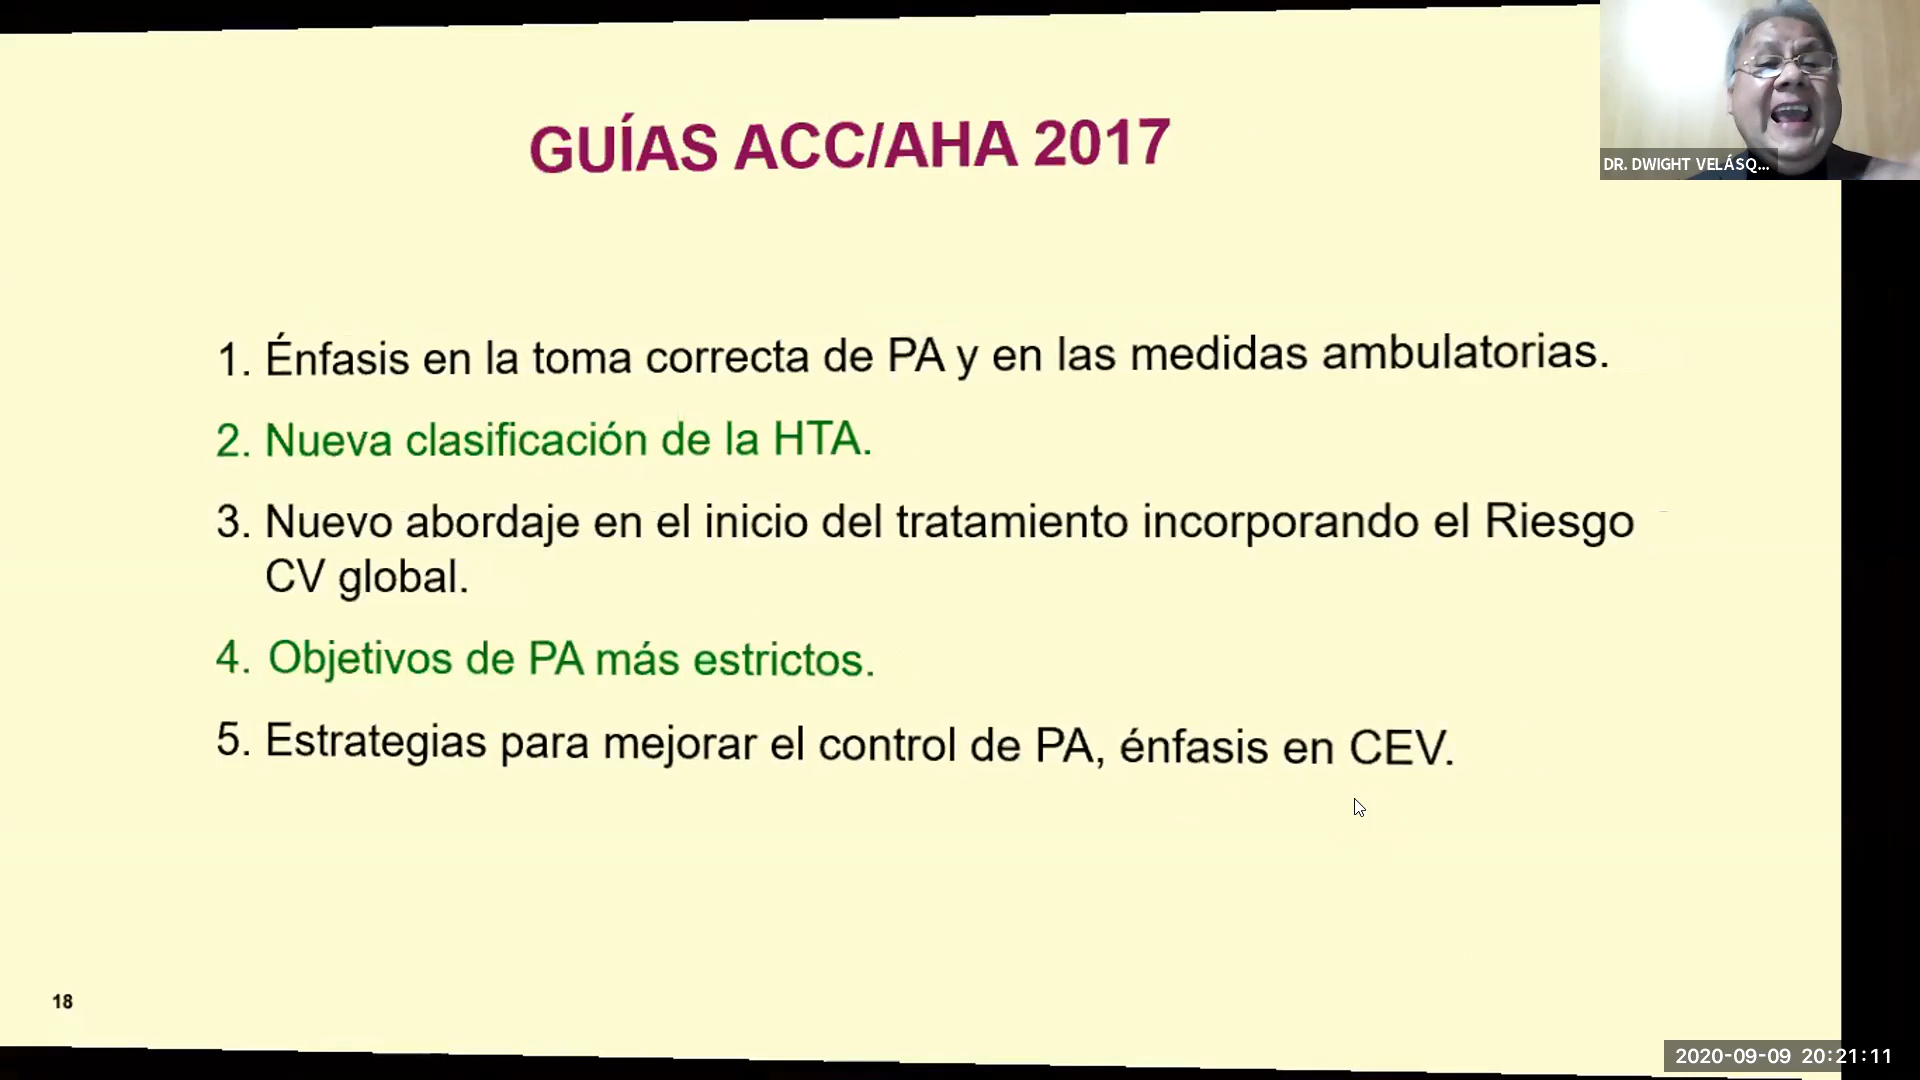 GUÍAS ACC/AHA 2017
DR. DWIGHT VELÁSQ...
1. Énfasis en la toma correcta de PA y en las medidas ambulatorias.
2. Nueva clasificación de la HTA.
3. Nuevo abordaje en el inicio del tratamiento incorporando el Riesgo
CV global.
4. Objetivos de PA más estrictos.
5. Estrategias para mejorar el control de PA, énfasis en CEV.
18
2020-09-09 20:21:11